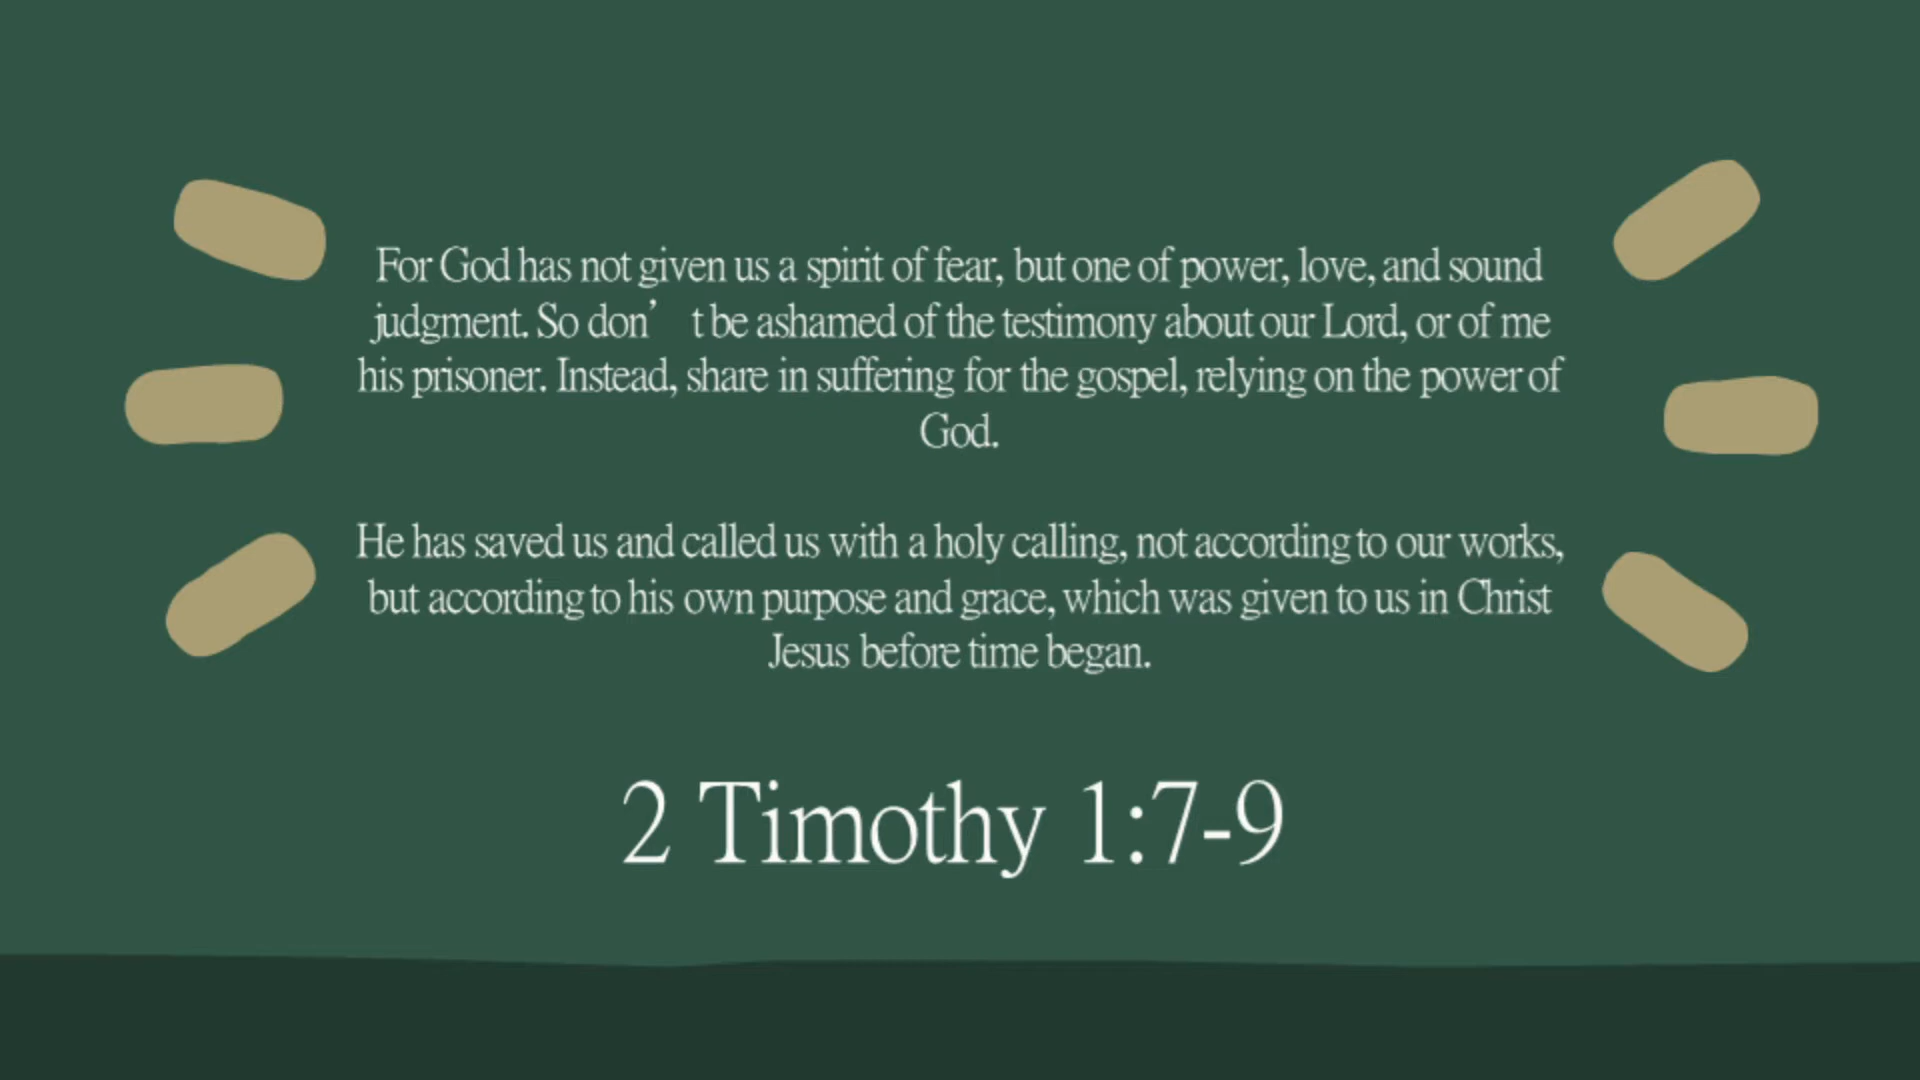 For God has not given us a spirit of fear, but one of power, love, and sound
judgment. So don’ t be ashamed of the testimony about our Lord, or of me
his prisoner. Instead, share in suffering for the gospel, relying on the power of
God.
He has saved us and called us with a holy calling, not according to our works,
but according to his own purpose and grace, which was given to us in Christ
Jesus before time began.
2 Timothy 1:7-9